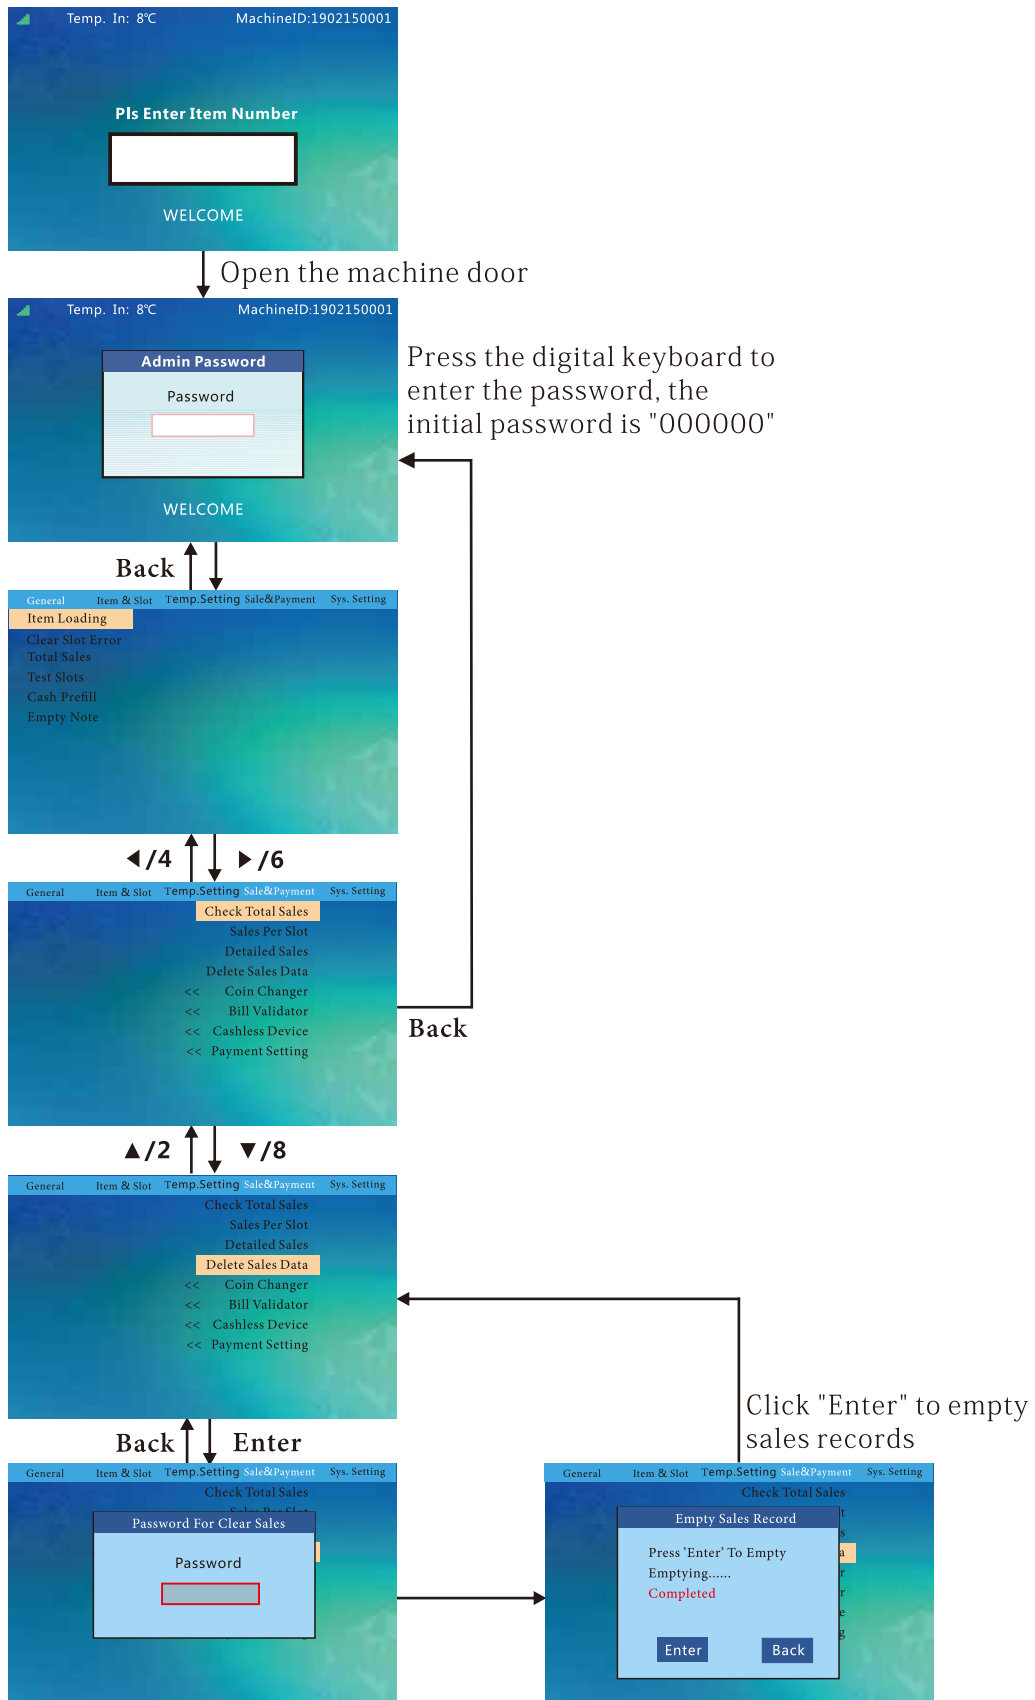 Temp. In: 8℃ MachineID:1902150001
Pls Enter Item Number
WELCOME
Open the machine door
Temp. In: 8℃ MachineID:1902150001
Admin Password
Password
WELCOME
Press the digital keyboard to
enter the password, the
initial password is "000000"
Back
General Item & Slot Temp.Setting Sale&Payment Sys. Setting
Item Loading
Clear Slot Error
Total Sales
Test Slots
Cash Prefill
Empty Note
◀/4 ▶/6
General Item & Slot Temp.Setting Sale&Payment Sys. Setting
Check Total Sales
Sales Per Slot
Detailed Sales
Delete Sales Data
<< Coin Changer
<< Bill Validator
<< Cashless Device
<< Payment Setting
Back
▲/2 ▼/8
General Item & Slot Temp.Setting Sale&Payment Sys. Setting
Check Total Sales
Sales Per Slot
Detailed Sales
Delete Sales Data
<< Coin Changer
<< Bill Validator
<< Cashless Device
<< Payment Setting
Click "Enter" to empty
sales records
Back Enter
General Item & Slot Temp.Setting Sale&Payment Sys. Setting
Check Total Sales
Password For Clear Sales
Password
General Item & Slot Temp.Setting Sale&Payment Sys. Setting
Check Total Sales
Empty Sales Record
Press 'Enter' To Empty
Emptying......
Completed
Enter Back